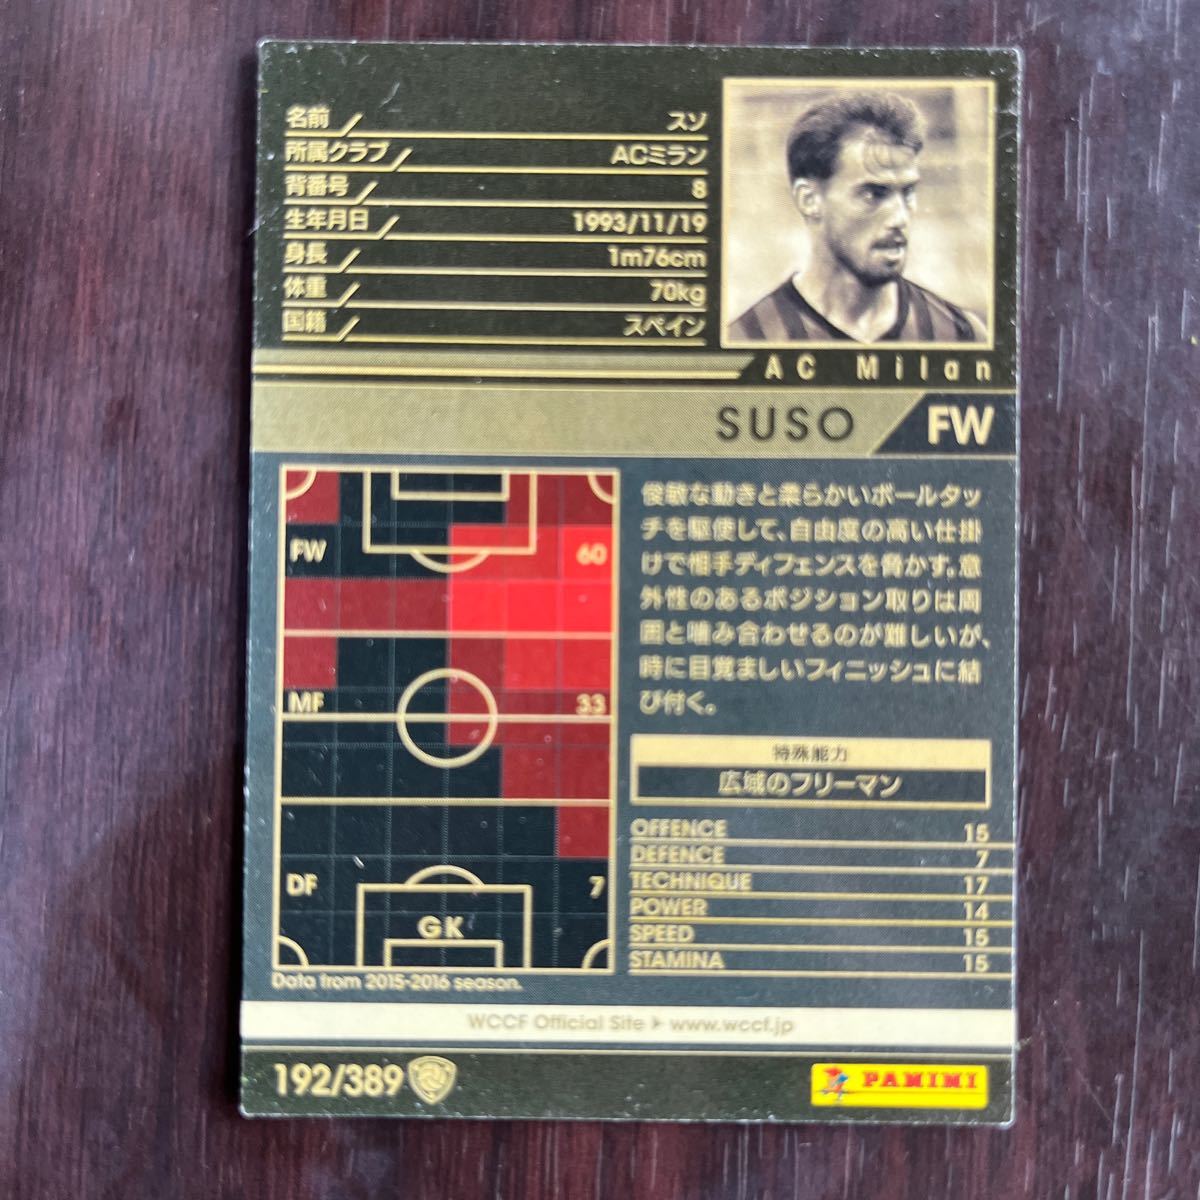 名前 スソ
所属クラブ ACミラン
背番号 8
生年月日 1993/11/19
身長 1m76cm
体重 70kg
国籍 スペイン
AC Milan
SUSO FW
FW 60
MF 33
DF 7
GK
Data from 2015-2016 season.
俊敏な動きと柔らかいボールタッ
チを駆使して、自由度の高い仕掛
けで相手ディフェンスを脅かす。意
外性のあるポジション取りは周
囲と噛み合わせるのが難しいが、
時に目覚ましいフィニッシュに結
び付く。
特殊能力
広域のフリーマン
OFFENCE 15
DEFENCE 7
TECHNIQUE 17
POWER 14
SPEED 15
STAMINA 15
WCCF Official Site ▶ www.wccf.jp
192/389
PANINI